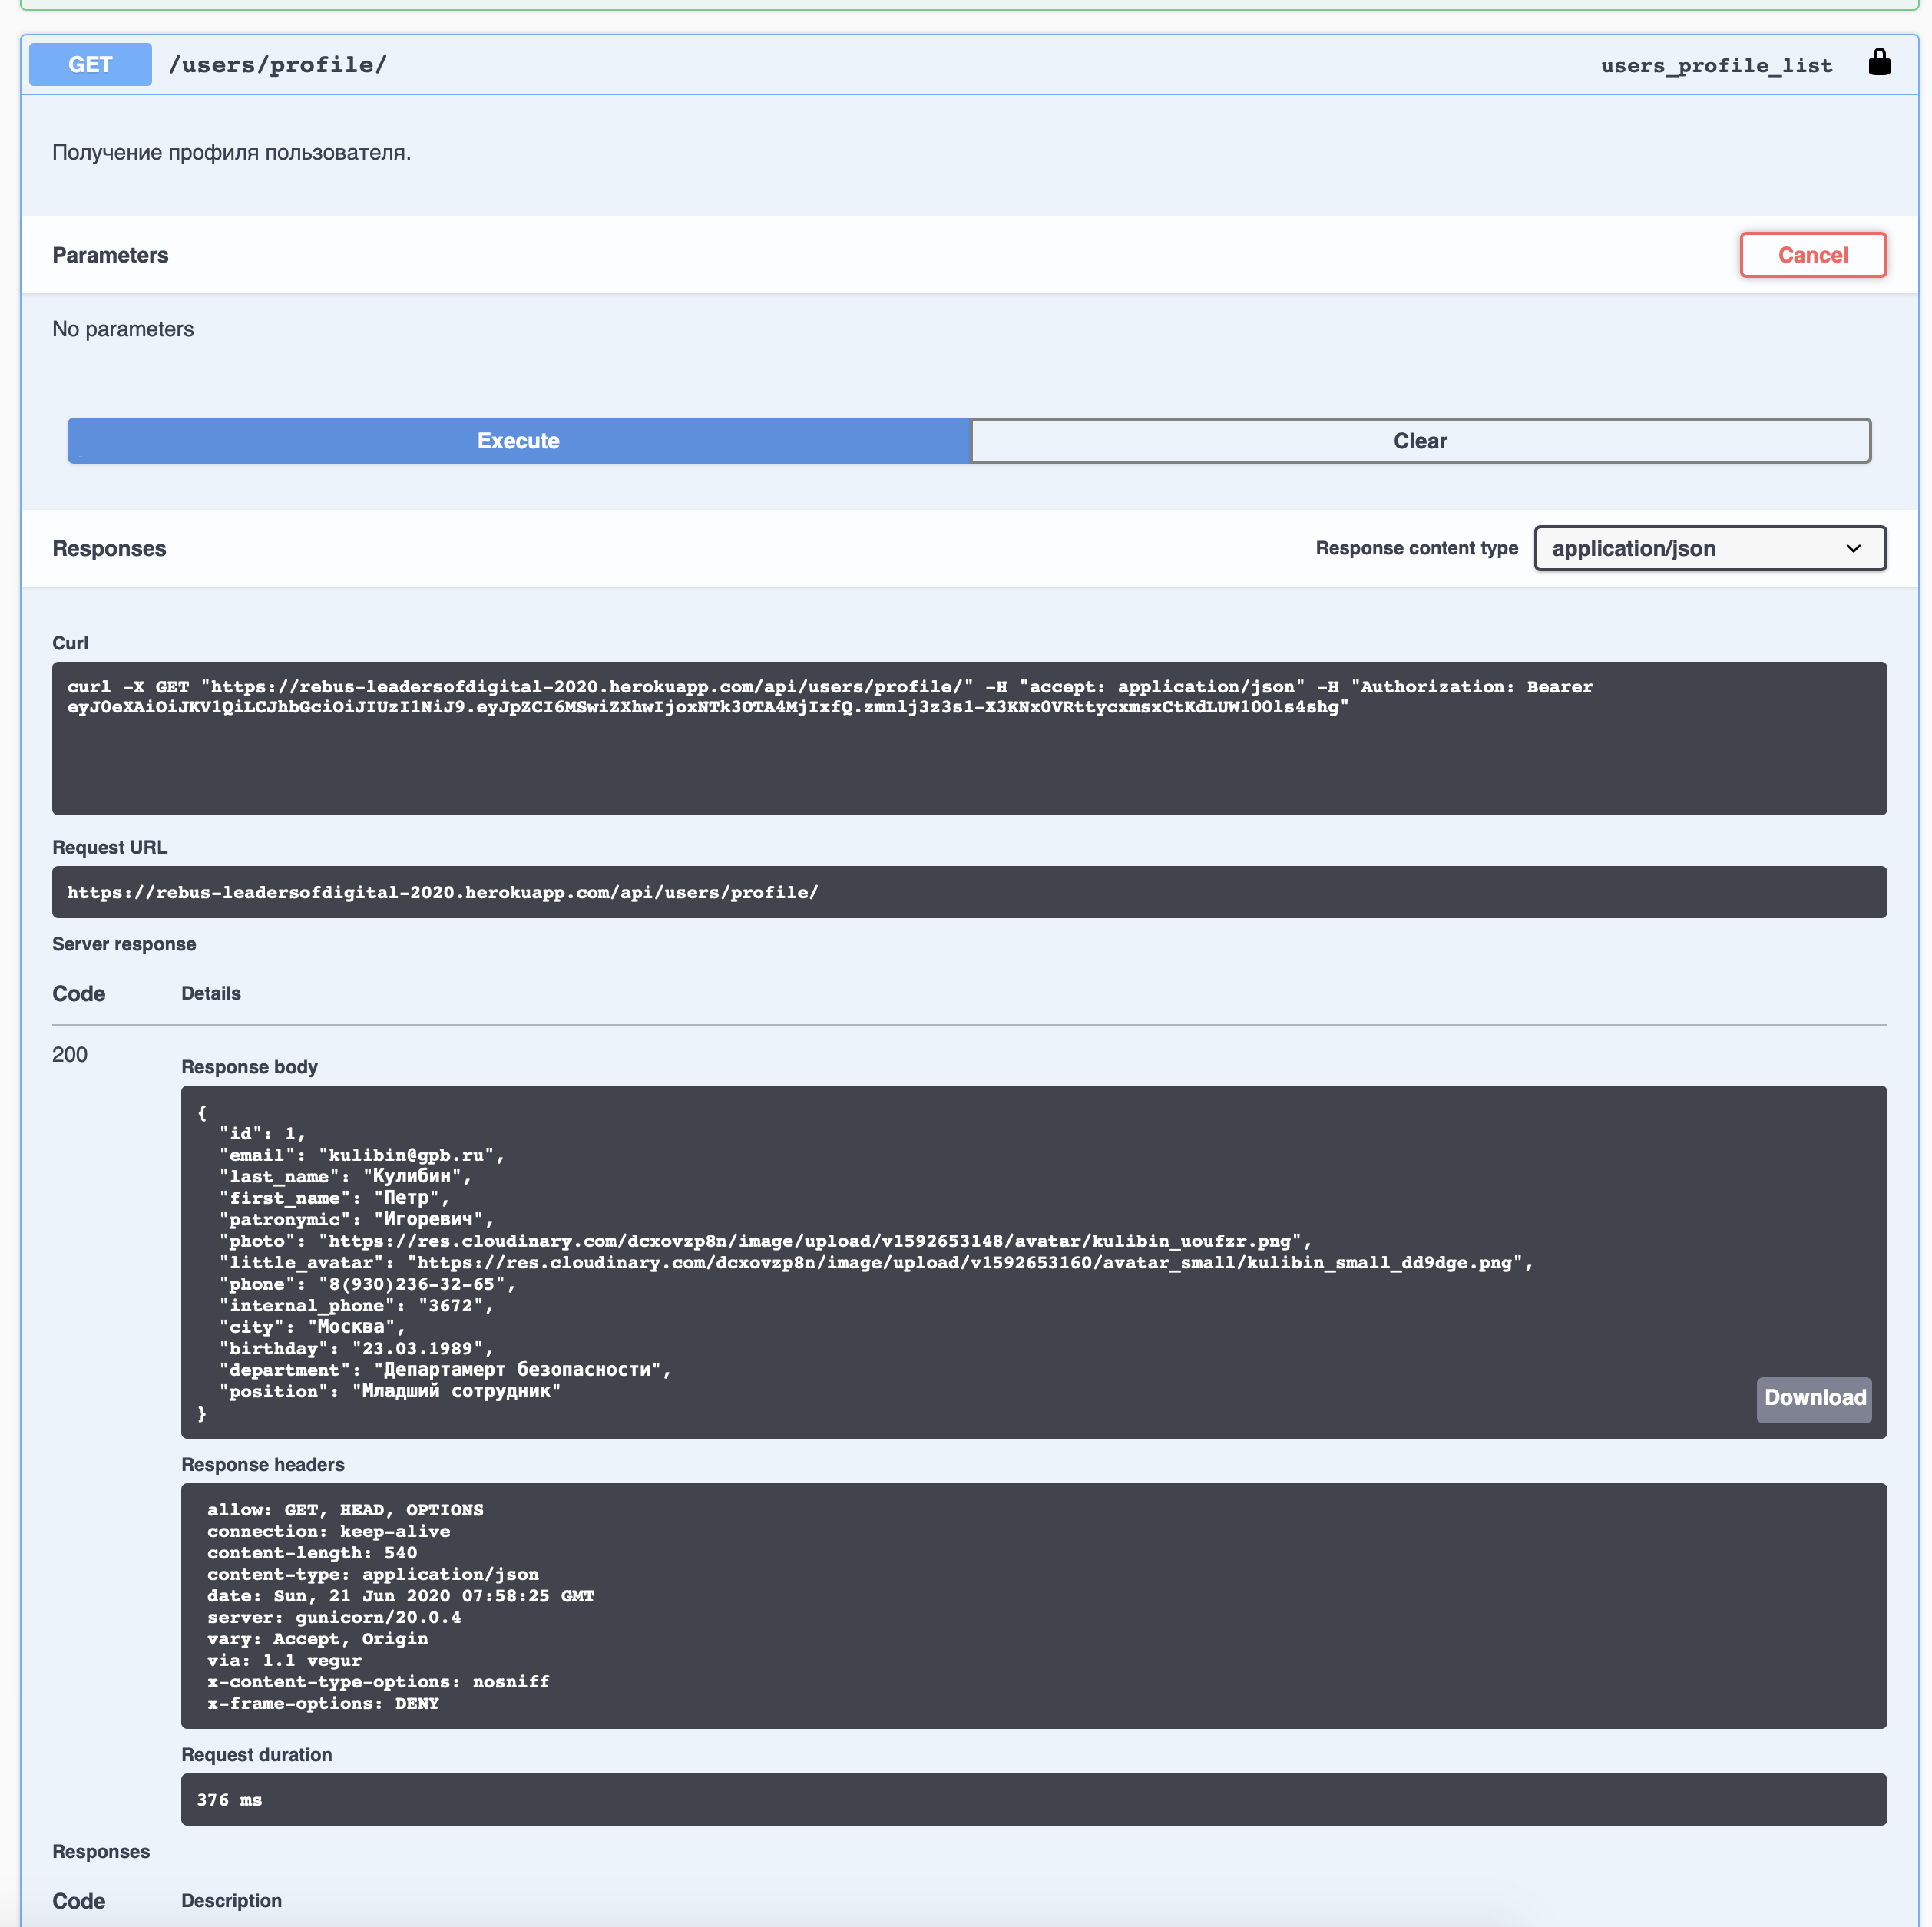 GET /users/profile/ users_profile_list
Получение профиля пользователя.
Parameters Cancel
No parameters
Execute Clear
Responses Response content type application/json
Curl
curl -X GET "https://rebus-leadersofdigital-2020.herokuapp.com/api/users/profile/" -H "accept: application/json" -H "Authorization: Bearer
eyJ0eXAiOiJKV1QiLCJhbGciOiJIUzI1NiJ9.eyJpZCI6MSwiZXhwIjoxNTk3OTA4MjIxfQ.zmnlj3z3s1-X3KNx0VRttycxmsxCtKdLUW10O1s4shg"
Request URL
https://rebus-leadersofdigital-2020.herokuapp.com/api/users/profile/
Server response
Code Details
200
Response body
{
"id": 1,
"email": "kulibin@gpb.ru",
"last_name": "Кулибин",
"first_name": "Петр",
"patronymic": "Игоревич",
"photo": "https://res.cloudinary.com/dcxovzp8n/image/upload/v1592653148/avatar/kulibin_uoufzr.png",
"little_avatar": "https://res.cloudinary.com/dcxovzp8n/image/upload/v1592653160/avatar_small/kulibin_small_dd9dge.png",
"phone": "8(930)236-32-65",
"internal_phone": "3672",
"city": "Москва",
"birthday": "23.03.1989",
"department": "Департамерт безопасности",
"position": "Младший сотрудник"
}
Download
Response headers
allow: GET, HEAD, OPTIONS
connection: keep-alive
content-length: 540
content-type: application/json
date: Sun, 21 Jun 2020 07:58:25 GMT
server: gunicorn/20.0.4
vary: Accept, Origin
via: 1.1 vegur
x-content-type-options: nosniff
x-frame-options: DENY
Request duration
376 ms
Responses
Code Description